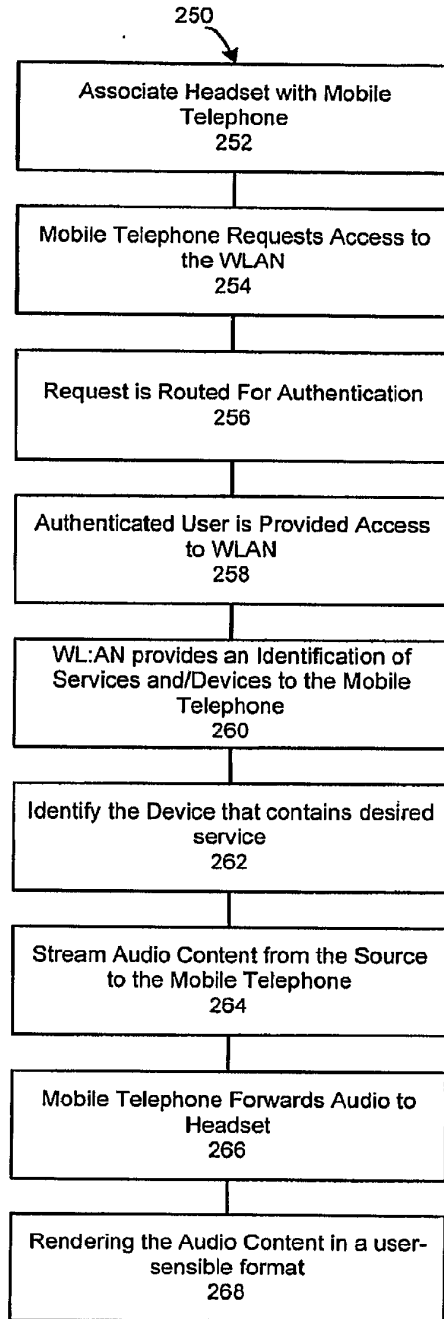 250
Associate Headset with Mobile
Telephone
252
Mobile Telephone Requests Access to
the WLAN
254
Request is Routed For Authentication
256
Authenticated User is Provided Access
to WLAN
258
WL:AN provides an Identification of
Services and/Devices to the Mobile
Telephone
260
Identify the Device that contains desired
service
262
Stream Audio Content from the Source
to the Mobile Telephone
264
Mobile Telephone Forwards Audio to
Headset
266
Rendering the Audio Content in a user-
sensible format
268